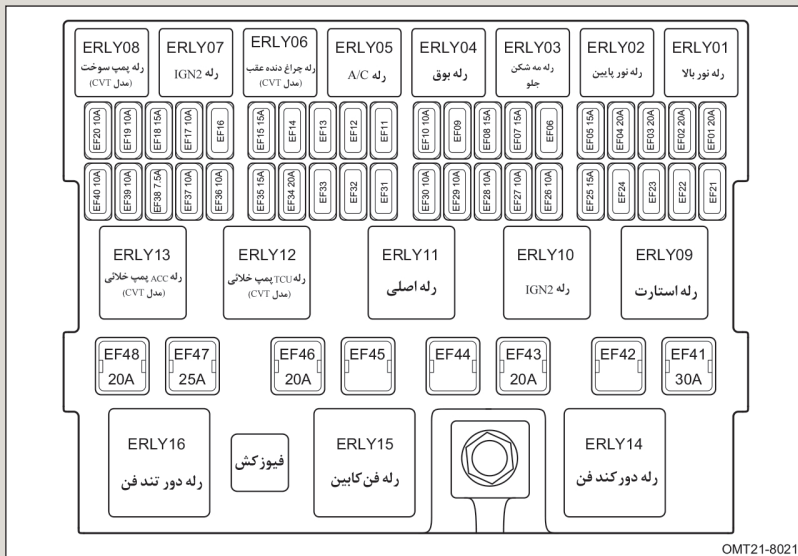 ERLY08
رله پمپ سوخت
(مدل CVT)
ERLY07
رله IGN2
ERLY06
رله چراغ دنده عقب
(مدل CVT)
ERLY05
رله A/C
ERLY04
رله بوق
ERLY03
رله مه شکن
جلو
ERLY02
رله نور پایین
ERLY01
رله نور بالا
EF20 10A
EF19 10A
EF18 15A
EF17 10A
EF16
EF15 15A
EF14
EF13
EF12
EF11
EF10 10A
EF09
EF08 15A
EF07 15A
EF06
EF05 15A
EF04 20A
EF03 20A
EF02 20A
EF01 20A
EF40 10A
EF39 10A
EF38 7.5A
EF37 10A
EF36 10A
EF35 15A
EF34 20A
EF33
EF32
EF31
EF30 10A
EF29 10A
EF28 10A
EF27 10A
EF26 10A
EF25 15A
EF24
EF23
EF22
EF21
ERLY13
رله ACC پمپ خلائی
(مدل CVT)
ERLY12
رله TCU پمپ خلائی
(مدل CVT)
ERLY11
رله اصلی
ERLY10
رله IGN2
ERLY09
رله استارت
EF48
20A
EF47
25A
EF46
20A
EF45
EF44
EF43
20A
EF42
EF41
30A
ERLY16
رله دور تند فن
فیوز کش
ERLY15
رله فن کابین
ERLY14
رله دور کند فن
OMT21-8021